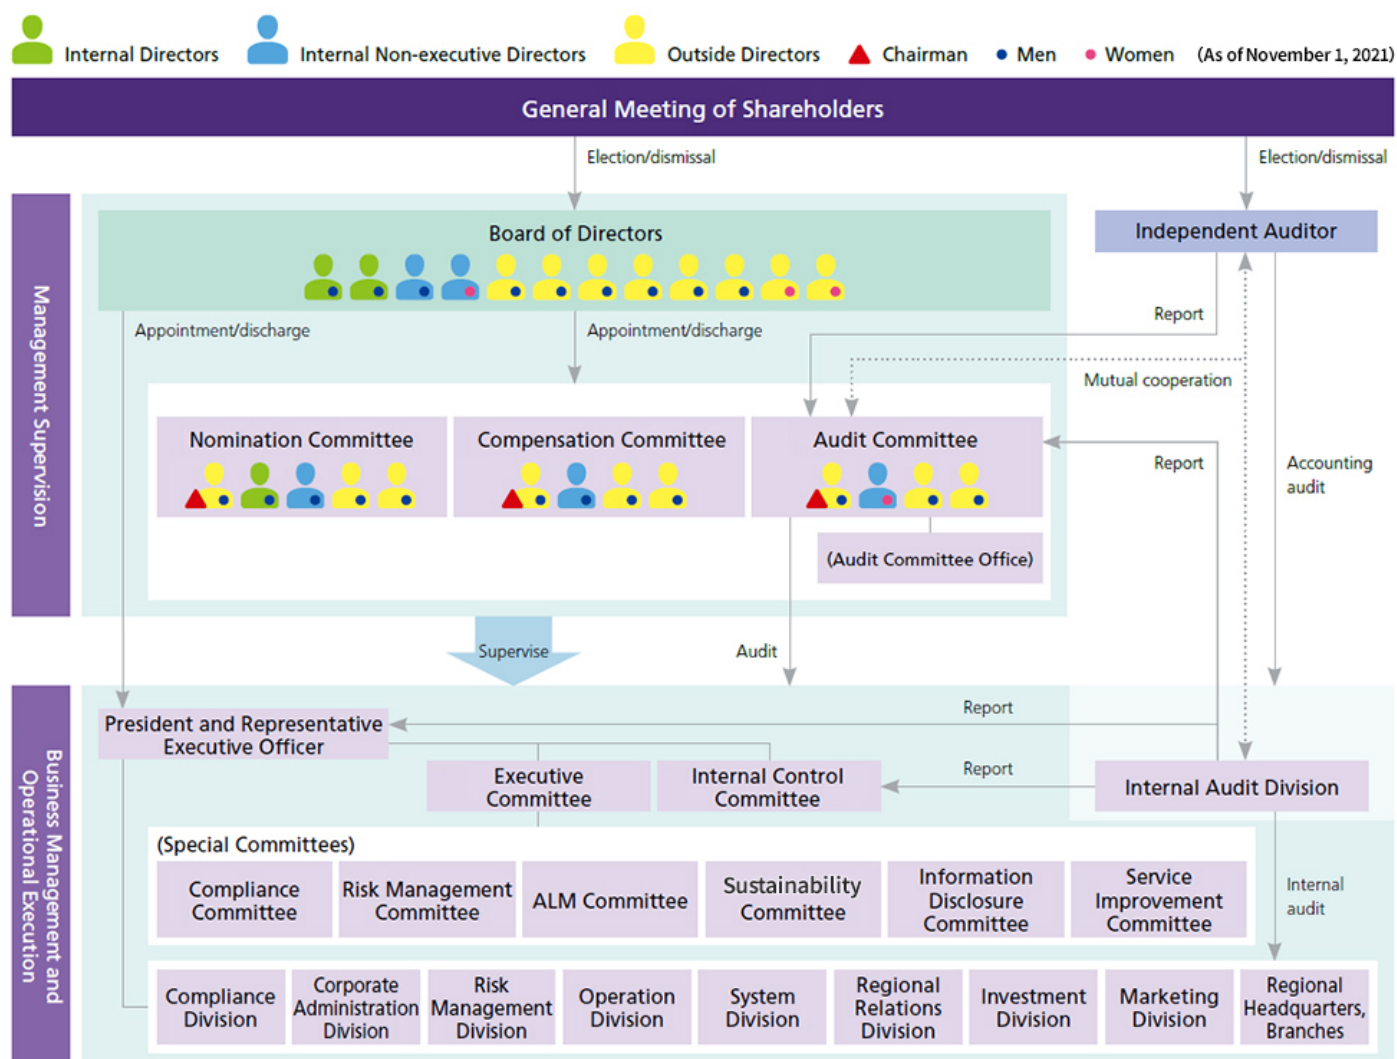 Internal Directors
Internal Non-executive Directors
Outside Directors
Chairman
Men
Women
(As of November 1, 2021)
General Meeting of Shareholders
Election/dismissal
Election/dismissal
Management Supervision
Board of Directors
Independent Auditor
Appointment/discharge
Appointment/discharge
Report
Mutual cooperation
Nomination Committee
Compensation Committee
Audit Committee
Report
Accounting
audit
(Audit Committee Office)
Supervise
Audit
Business Management and
Operational Execution
President and Representative
Executive Officer
Report
Executive
Committee
Internal Control
Committee
Report
Internal Audit Division
(Special Committees)
Compliance
Committee
Risk Management
Committee
ALM Committee
Sustainability
Committee
Information
Disclosure
Committee
Service
Improvement
Committee
Internal
audit
Compliance
Division
Corporate
Administration
Division
Risk
Management
Division
Operation
Division
System
Division
Regional
Relations
Division
Investment
Division
Marketing
Division
Regional
Headquarters,
Branches